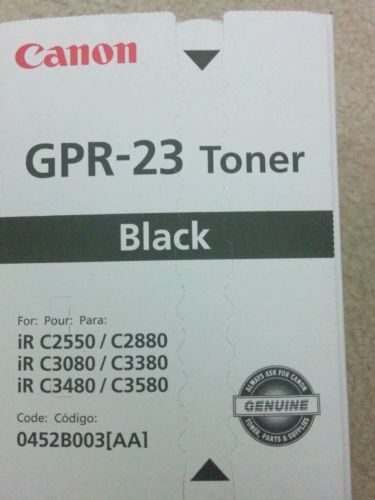 Canon
GPR-23 Toner
Black
For: Pour: Para:
iR C2550 / C2880
iR C3080 / C3380
iR C3480 / C3580
Code: Código:
0452B003[AA]
ALWAYS ASK FOR CANON
GENUINE
TONER, PARTS & SUPPLIES